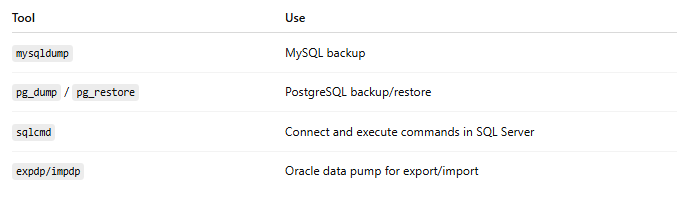 Tool Use
mysqldump MySQL backup
pg_dump / pg_restore PostgreSQL backup/restore
sqlcmd Connect and execute commands in SQL Server
expdp/impdp Oracle data pump for export/import